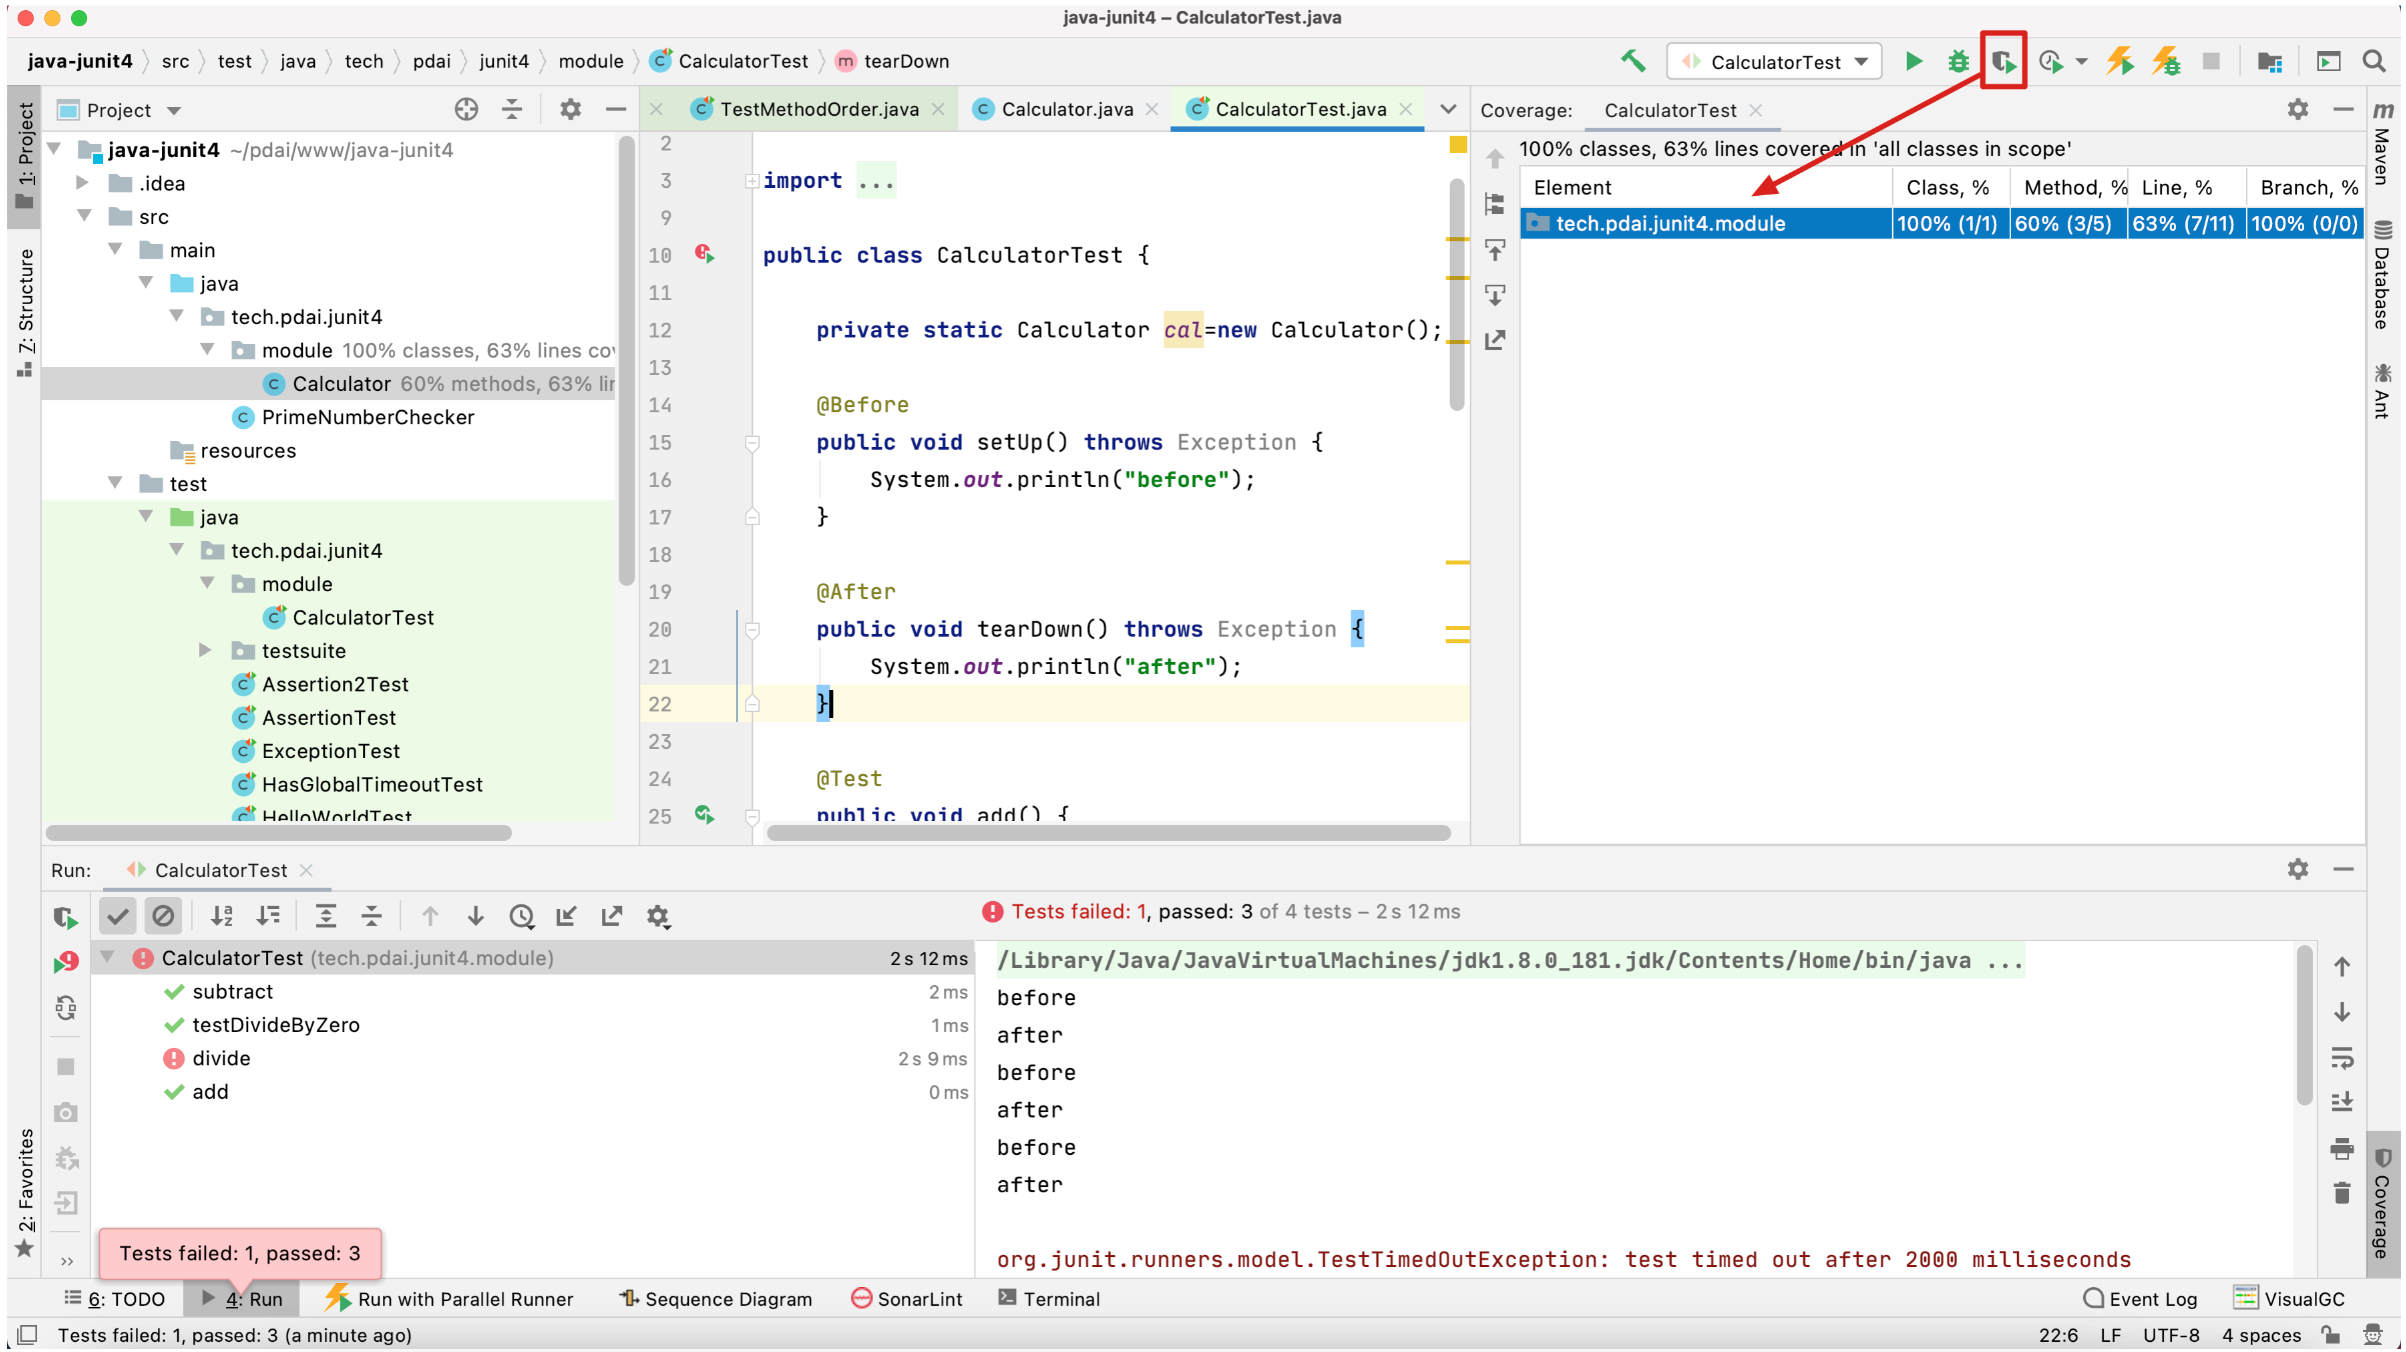 java-junit4 – CalculatorTest.java
java-junit4 src test java tech pdai junit4 module CalculatorTest m tearDown
CalculatorTest
1: Project
Z: Structure
2: Favorites
Project
java-junit4 ~/pdai/www/java-junit4
.idea
src
main
java
tech.pdai.junit4
module 100% classes, 63% lines cov
Calculator 60% methods, 63% lin
PrimeNumberChecker
resources
test
java
tech.pdai.junit4
module
CalculatorTest
testsuite
Assertion2Test
AssertionTest
ExceptionTest
HasGlobalTimeoutTest
HelloWorldTest
TestMethodOrder.java Calculator.java CalculatorTest.java
2
3 import ...
9
10 public class CalculatorTest {
11
12 private static Calculator cal=new Calculator();
13
14 @Before
15 public void setUp() throws Exception {
16 System.out.println("before");
17 }
18
19 @After
20 public void tearDown() throws Exception {
21 System.out.println("after");
22 }
23
24 @Test
25 public void add() {
Coverage: CalculatorTest
100% classes, 63% lines covered in 'all classes in scope'
Element Class, % Method, % Line, % Branch, %
tech.pdai.junit4.module 100% (1/1) 60% (3/5) 63% (7/11) 100% (0/0)
m Maven
Database
Ant
Coverage
Run: CalculatorTest
Tests failed: 1, passed: 3 of 4 tests – 2 s 12 ms
CalculatorTest (tech.pdai.junit4.module) 2 s 12 ms
subtract 2 ms
testDivideByZero 1 ms
divide 2 s 9 ms
add 0 ms
/Library/Java/JavaVirtualMachines/jdk1.8.0_181.jdk/Contents/Home/bin/java ...
before
after
before
after
before
after
org.junit.runners.model.TestTimedOutException: test timed out after 2000 milliseconds
Tests failed: 1, passed: 3
6: TODO 4: Run Run with Parallel Runner Sequence Diagram SonarLint Terminal Event Log VisualGC
Tests failed: 1, passed: 3 (a minute ago) 22:6 LF UTF-8 4 spaces